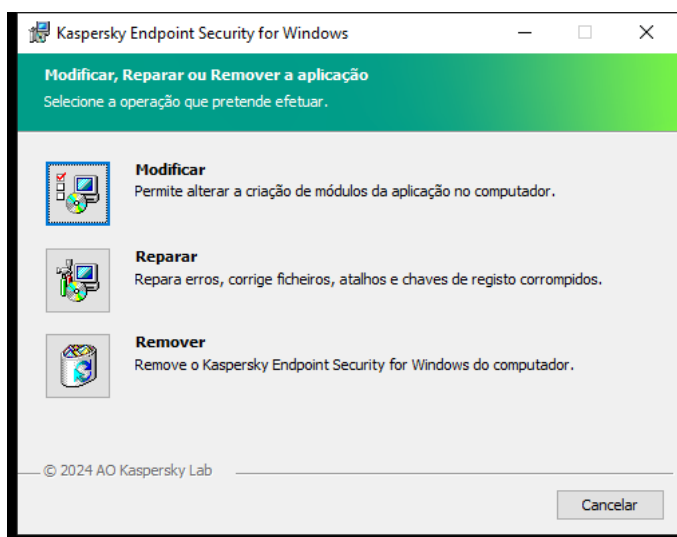 Kaspersky Endpoint Security for Windows
Modificar, Reparar ou Remover a aplicação
Selecione a operação que pretende efetuar.
Modificar
Permite alterar a criação de módulos da aplicação no computador.
Reparar
Repara erros, corrige ficheiros, atalhos e chaves de registo corrompidos.
Remover
Remove o Kaspersky Endpoint Security for Windows do computador.
© 2024 AO Kaspersky Lab
Cancelar